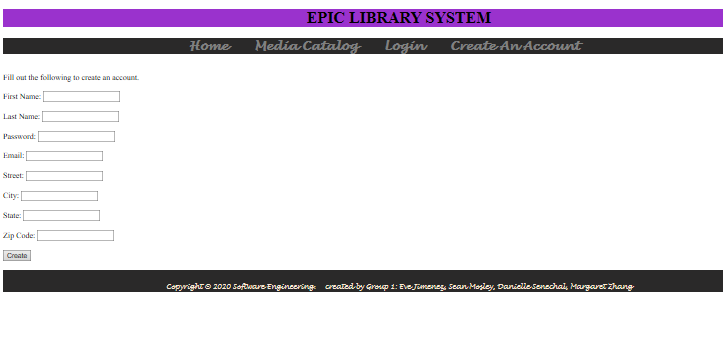 EPIC LIBRARY SYSTEM
Home Media Catalog Login Create An Account
Fill out the following to create an account.
First Name:
Last Name:
Password:
Email:
Street:
City:
State:
Zip Code:
Create
Copyright © 2020 Software Engineering. created by Group 1: Eve Jimenez, Sean Mosley, Danielle Senechal, Margaret Zhang